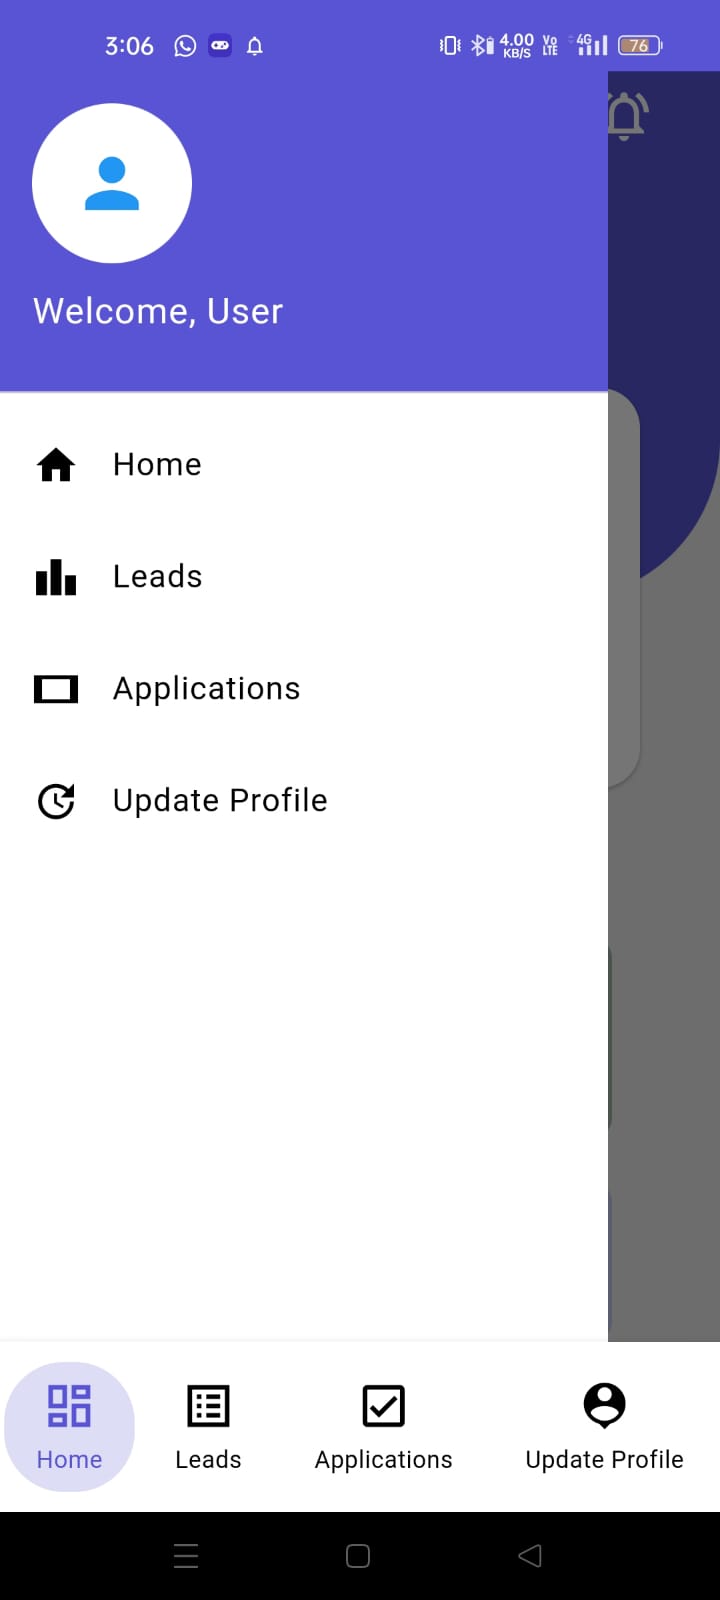 3:06 4.00 KB/S Vo LTE 4G 76
Welcome, User
Home
Leads
Applications
Update Profile
Home Leads Applications Update Profile